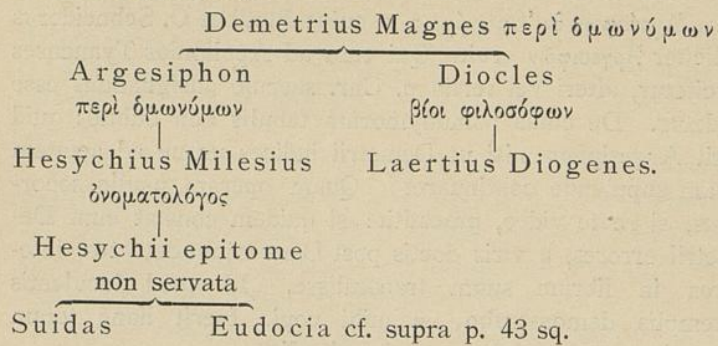 Demetrius Magnes περὶ ὁμωνύμων
Argesiphon Diocles
περὶ ὁμωνύμων βίοι φιλοσόφων
Hesychius Milesius Laertius Diogenes.
ὀνοματολόγος
Hesychii epitome
non servata
Suidas Eudocia cf. supra p. 43 sq.